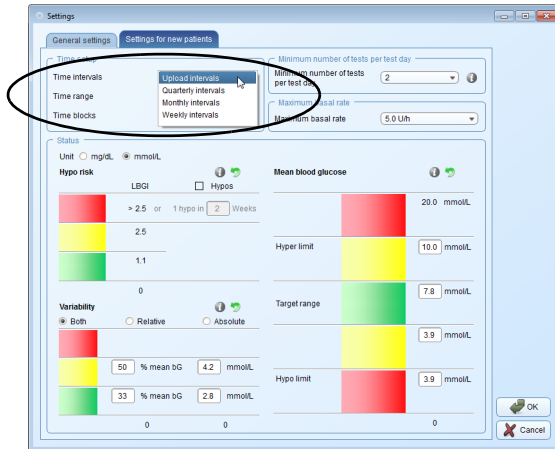 Settings
General settings Settings for new patients
Time setup
Time intervals
Upload intervals
Quarterly intervals
Monthly intervals
Weekly intervals
Time range
Time blocks
Minimum number of tests per test day
Minimum number of tests
per test day
2
Maximum basal rate
Maximum basal rate 5.0 U/h
Status
Unit mg/dL mmol/L
Hypo risk
LBGI Hypos
> 2.5 or 1 hypo in 2 Weeks
2.5
1.1
0
Variability
Both Relative Absolute
50 % mean bG 4.2 mmol/L
33 % mean bG 2.8 mmol/L
0 0
Mean blood glucose
20.0 mmol/L
Hyper limit 10.0 mmol/L
7.8 mmol/L
Target range
3.9 mmol/L
Hypo limit 3.9 mmol/L
0
OK
Cancel